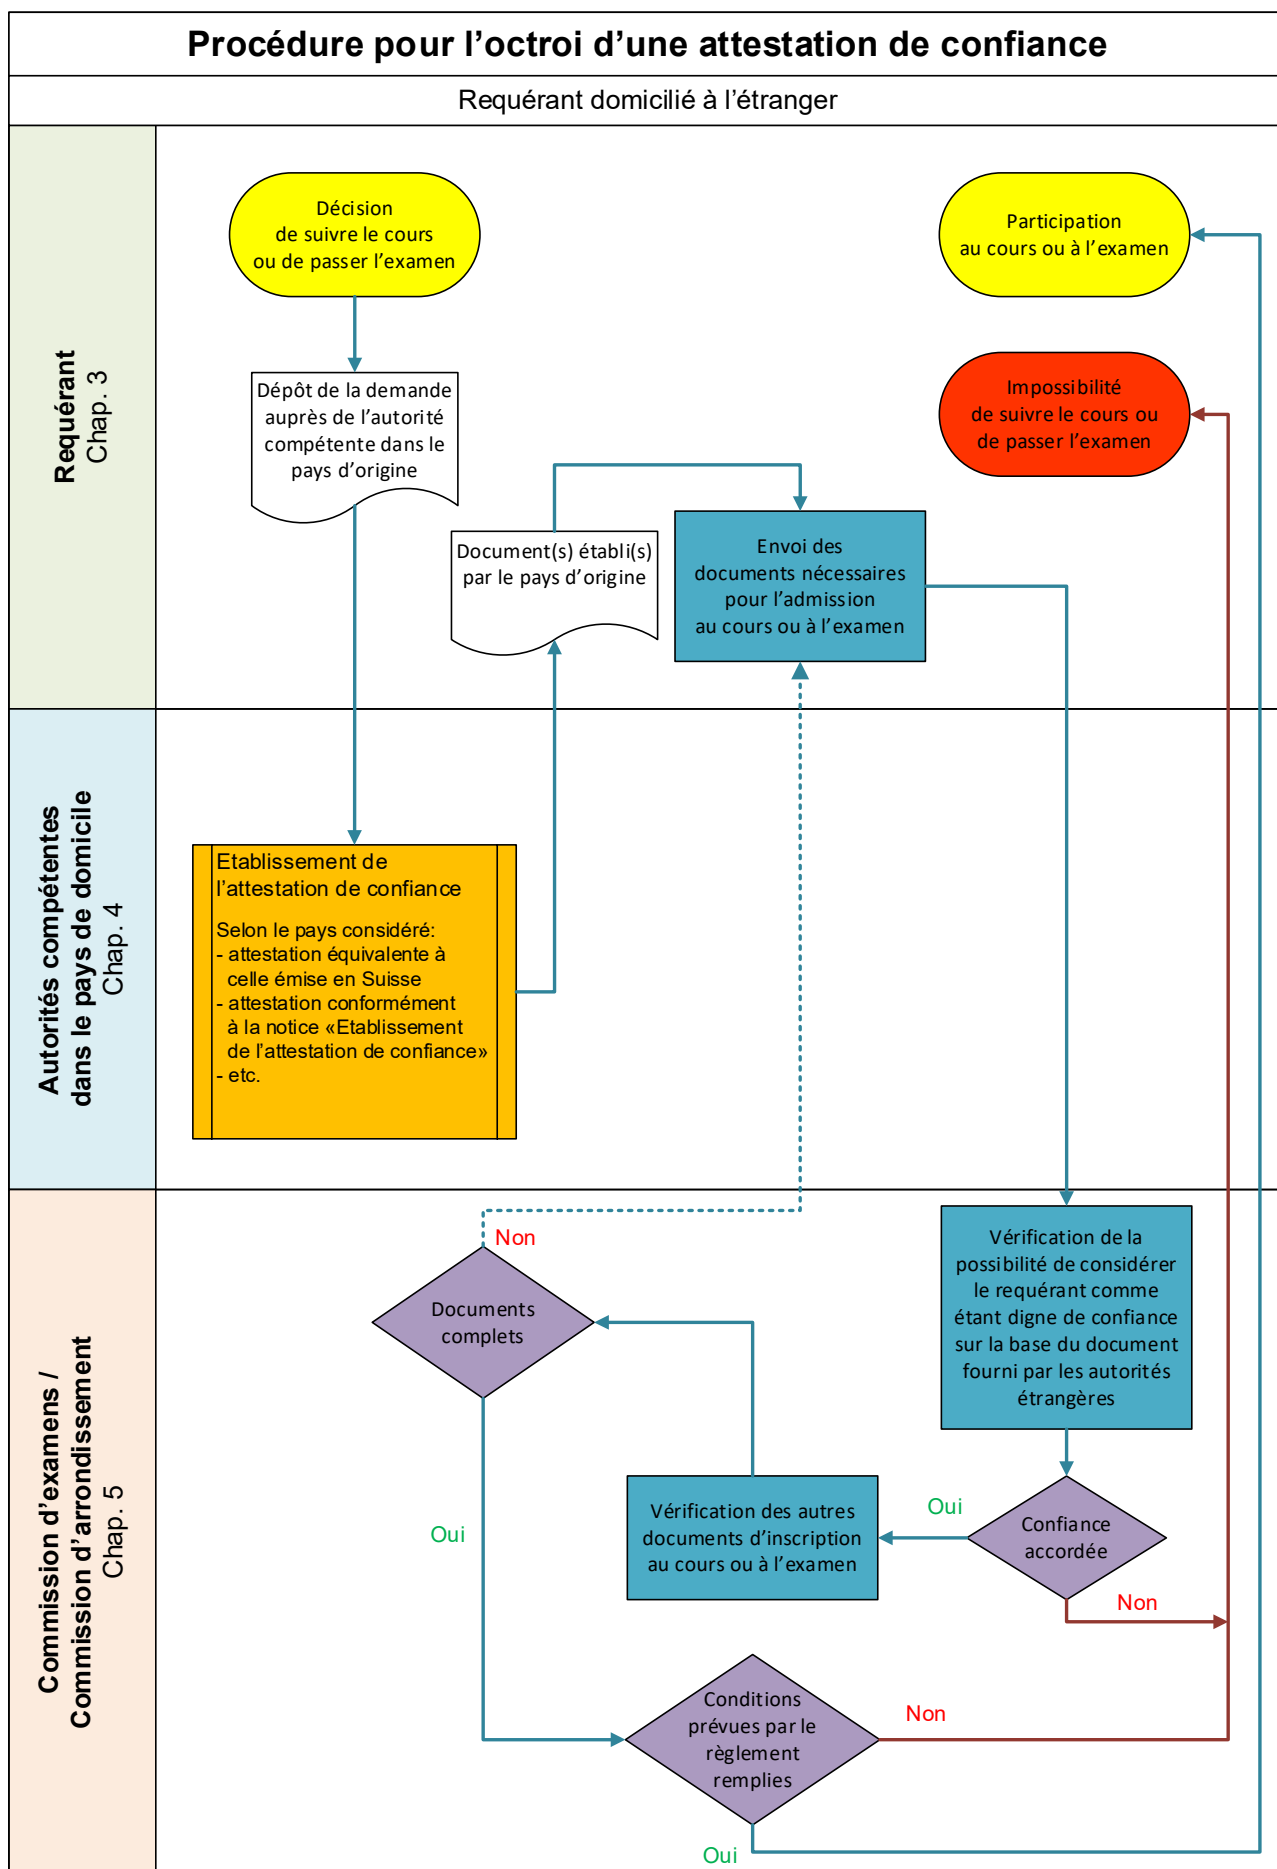 Procédure pour l’octroi d’une attestation de confiance
Requérant domicilié à l’étranger
Requérant
Chap. 3
Décision
de suivre le cours
ou de passer l’examen
Participation
au cours ou à l’examen
Dépôt de la demande
auprès de l’autorité
compétente dans le
pays d’origine
Impossibilité
de suivre le cours ou
de passer l’examen
Document(s) établi(s)
par le pays d’origine
Envoi des
documents nécessaires
pour l’admission
au cours ou à l’examen
Autorités compétentes
dans le pays de domicile
Chap. 4
Etablissement de
l’attestation de confiance
Selon le pays considéré:
- attestation équivalente à
celle émise en Suisse
- attestation conformément
à la notice «Etablissement
de l’attestation de confiance»
- etc.
Commission d’examens /
Commission d’arrondissement
Chap. 5
Non
Documents
complets
Vérification de la
possibilité de considérer
le requérant comme
étant digne de confiance
sur la base du document
fourni par les autorités
étrangères
Oui
Vérification des autres
documents d’inscription
au cours ou à l’examen
Oui
Confiance
accordée
Non
Conditions
prévues par le
règlement
remplies
Non
Oui